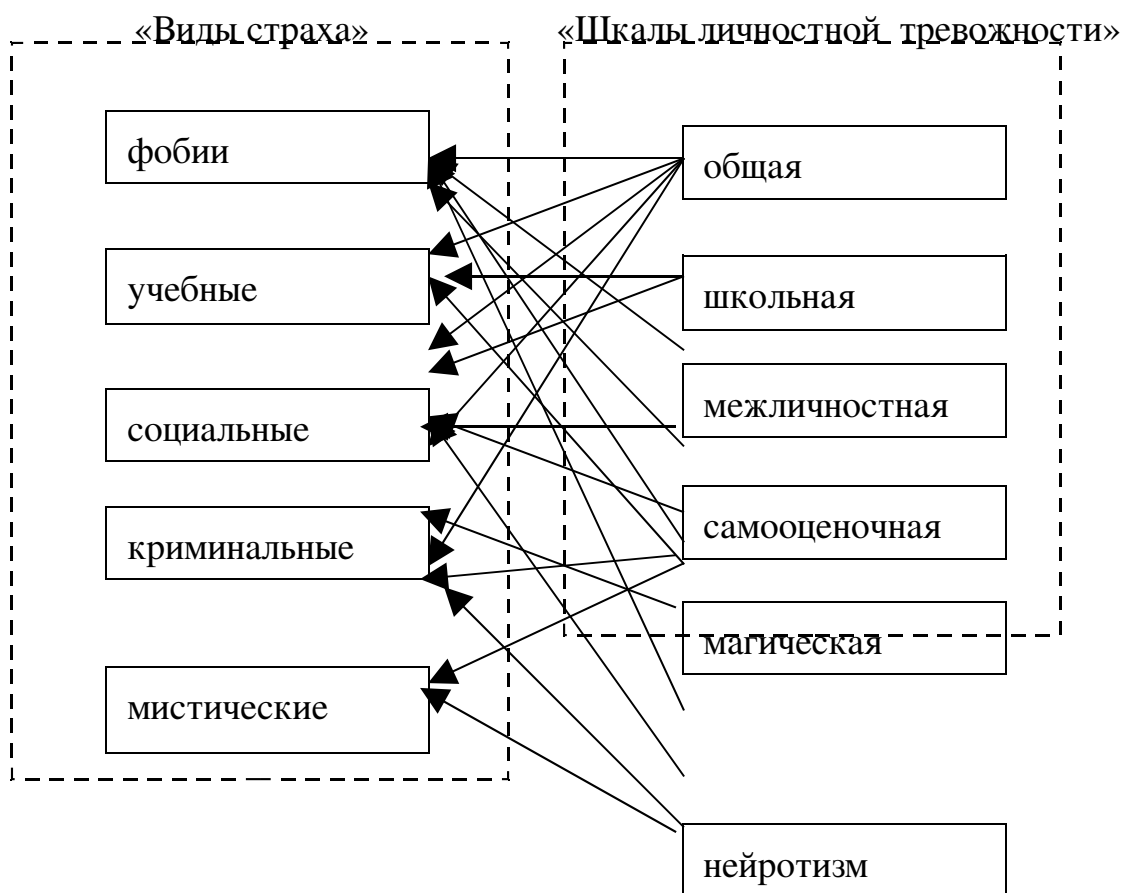 «Виды страха»
«Шкалы личностной тревожности»
фобии
учебные
социальные
криминальные
мистические
общая
школьная
межличностная
самооценочная
магическая
нейротизм